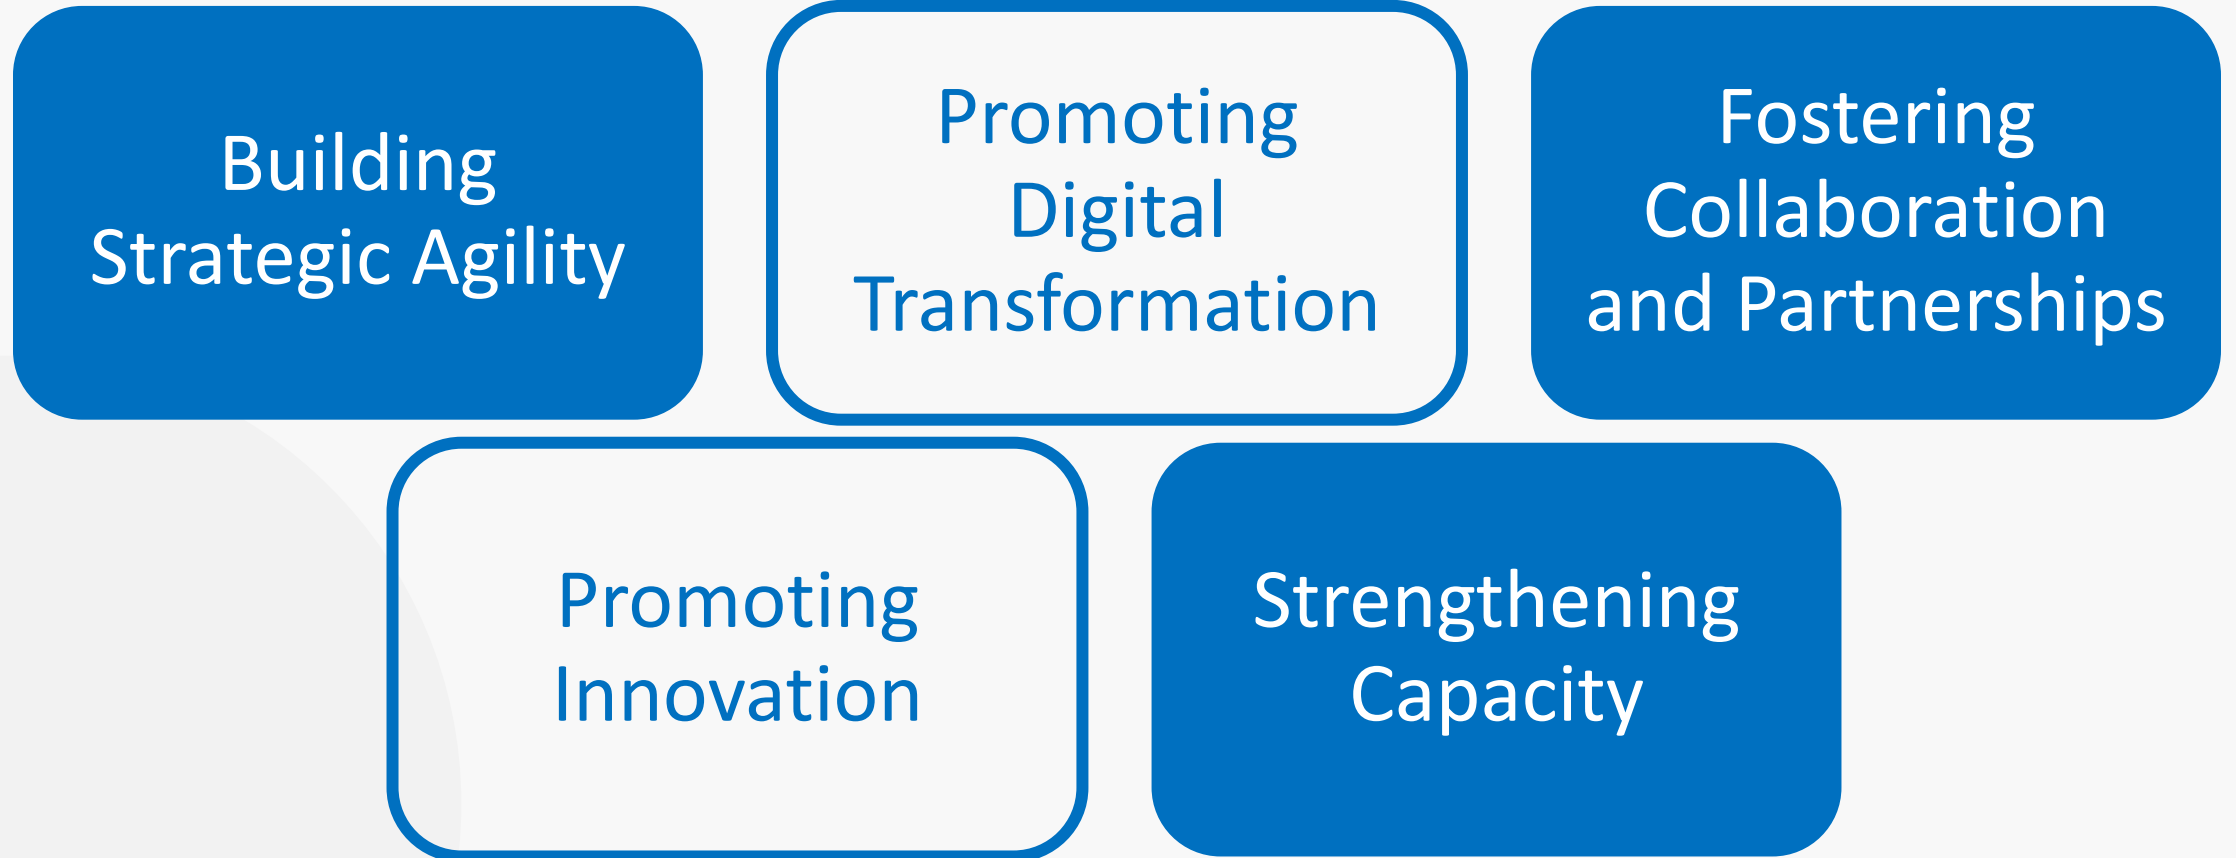 Building
Strategic Agility
Promoting
Digital
Transformation
Fostering
Collaboration
and Partnerships
Promoting
Innovation
Strengthening
Capacity